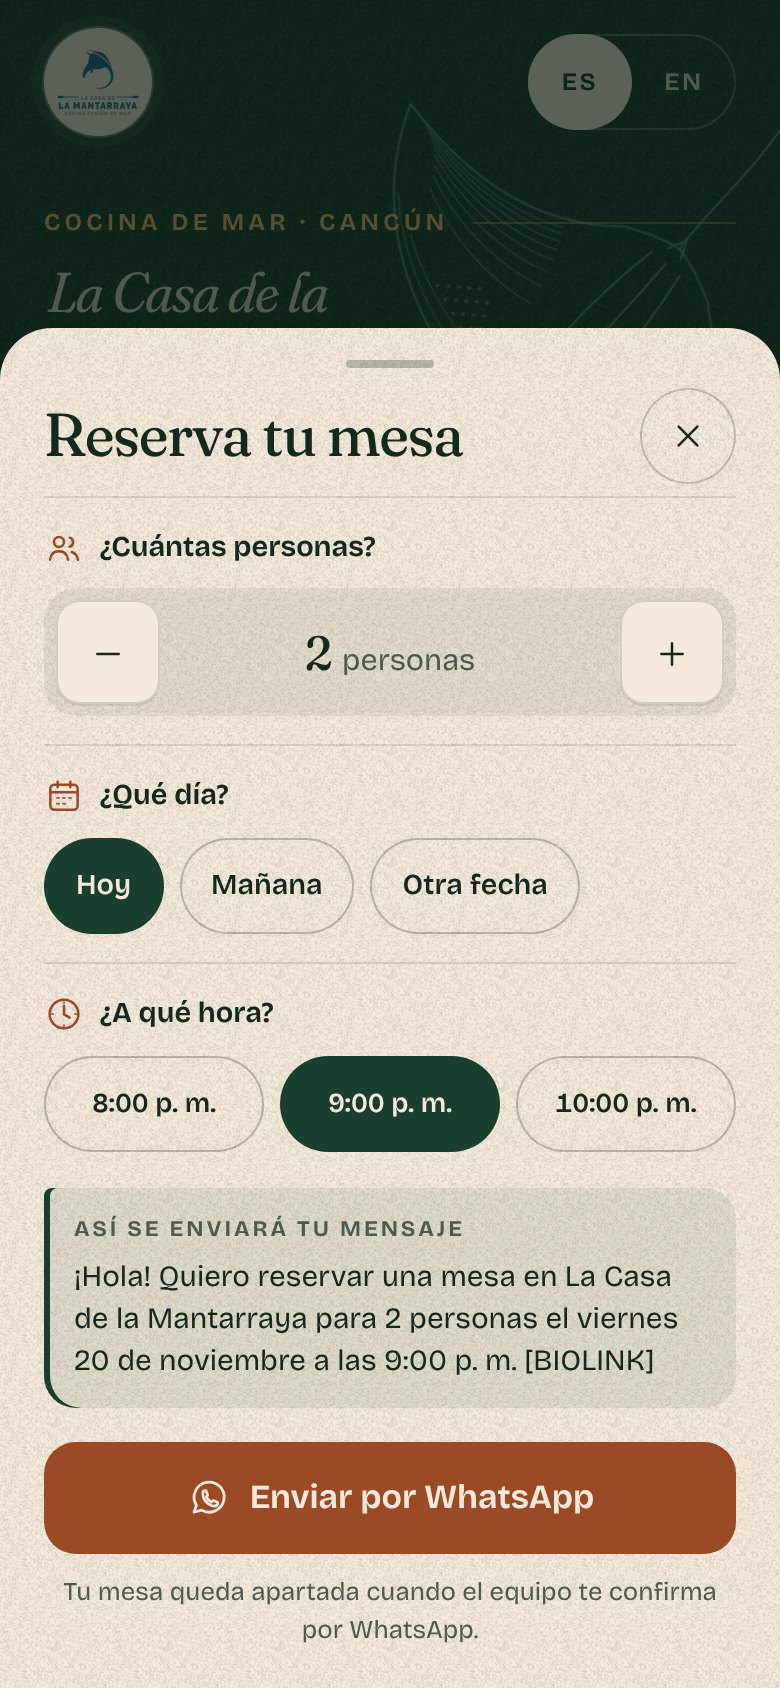 LA CASA DE
LA MANTARRAYA
COCINA FUSIÓN DE MAR
ES
EN
COCINA DE MAR · CANCÚN
La Casa de la
Reserva tu mesa
¿Cuántas personas?
2 personas
¿Qué día?
Hoy
Mañana
Otra fecha
¿A qué hora?
8:00 p. m.
9:00 p. m.
10:00 p. m.
ASÍ SE ENVIARÁ TU MENSAJE
¡Hola! Quiero reservar una mesa en La Casa
de la Mantarraya para 2 personas el viernes
20 de noviembre a las 9:00 p. m. [BIOLINK]
Enviar por WhatsApp
Tu mesa queda apartada cuando el equipo te confirma
por WhatsApp.